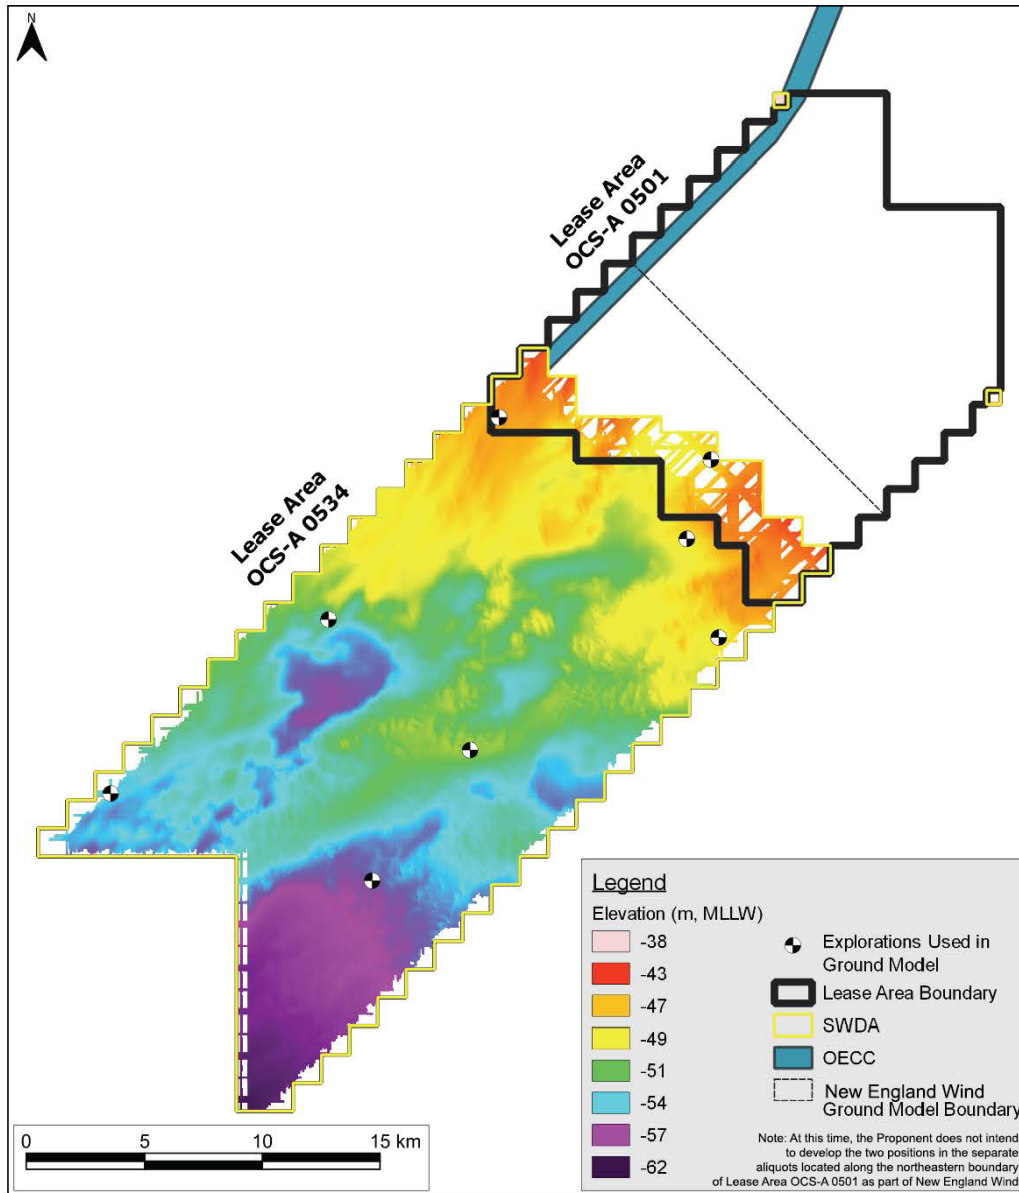 N
Lease Area
OCS-A 0501
Lease Area
OCS-A 0534
Legend
Elevation (m, MLLW)
-38
-43
-47
-49
-51
-54
-57
-62
Explorations Used in
Ground Model
Lease Area Boundary
SWDA
OECC
New England Wind
Ground Model Boundary
Note: At this time, the Proponent does not intend
to develop the two positions in the separate
aliquots located along the northeastern boundary
of Lease Area OCS-A 0501 as part of New England Wind
0 5 10 15 km